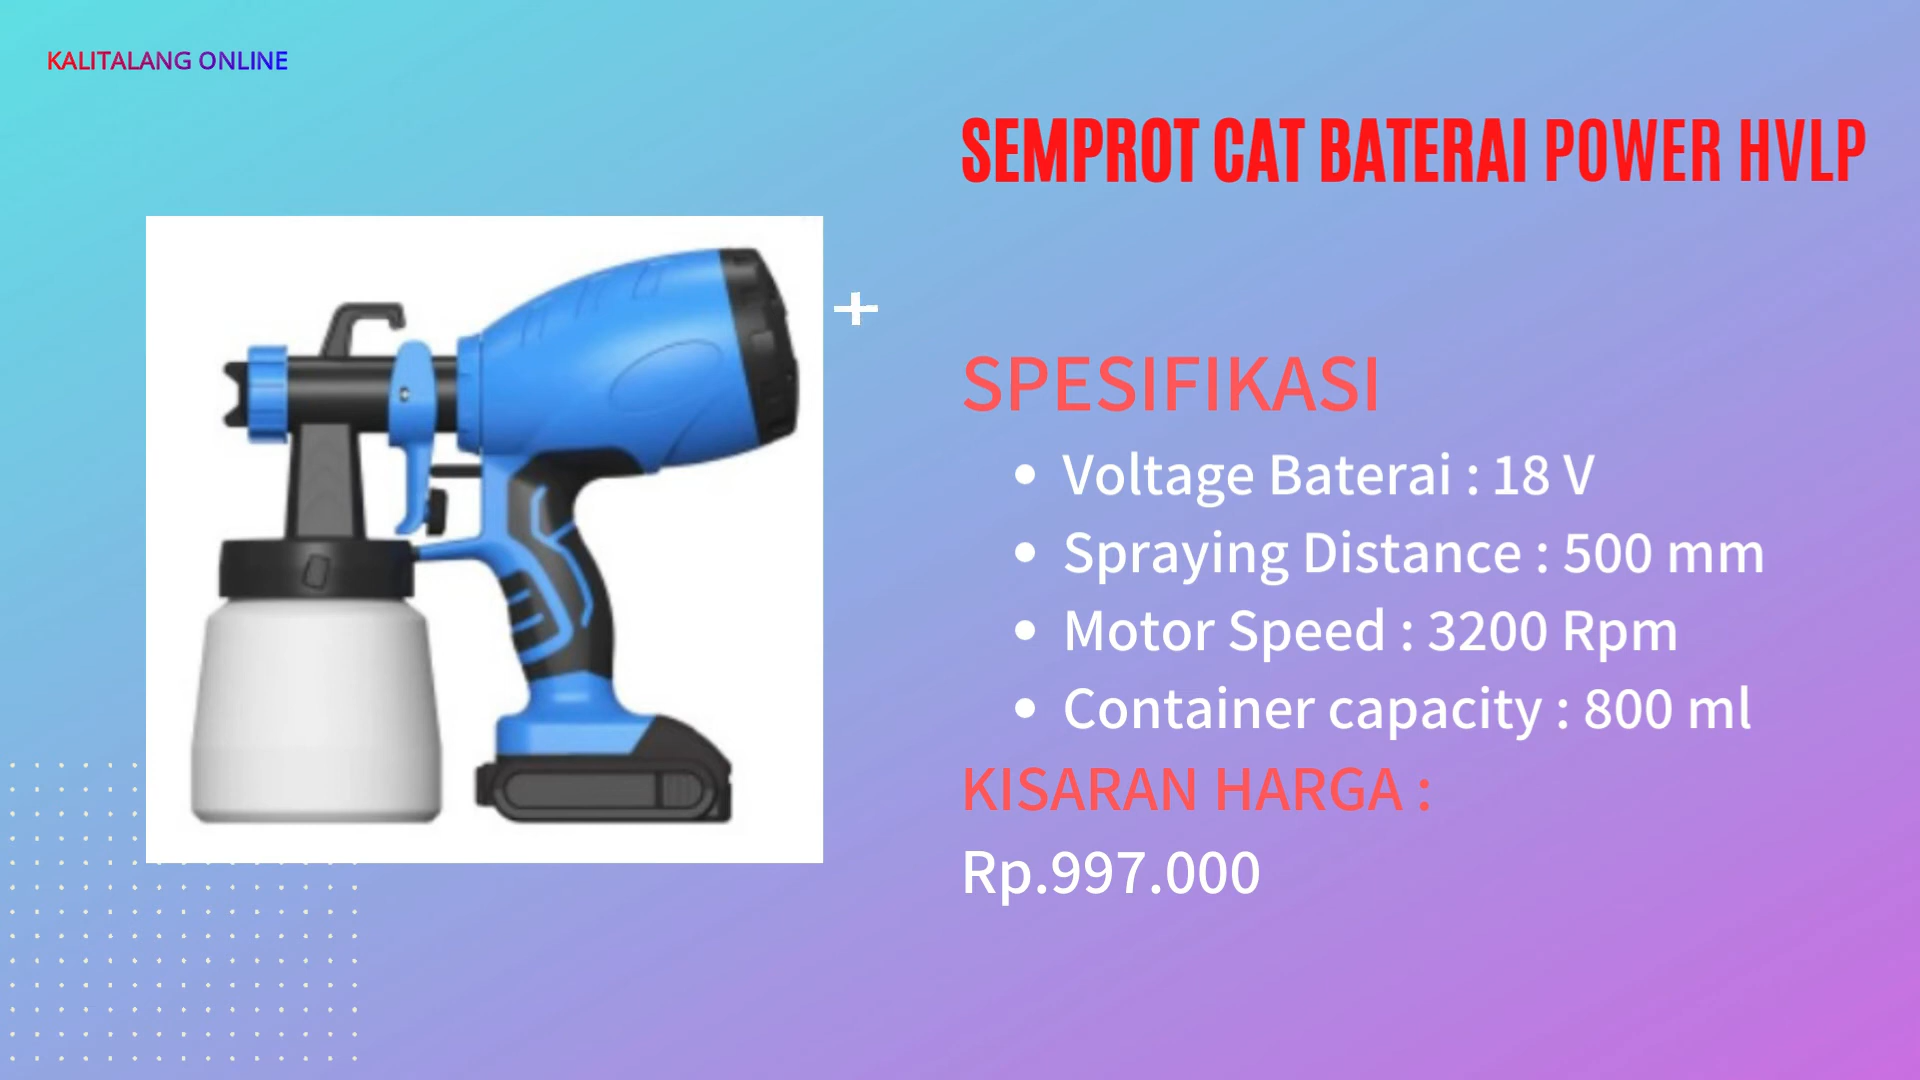 KALITALANG ONLINE
SEMPROT CAT BATERAI POWER HVLP
SPESIFIKASI
• Voltage Baterai : 18 V
• Spraying Distance : 500 mm
• Motor Speed : 3200 Rpm
• Container capacity : 800 ml
KISARAN HARGA :
Rp.997.000